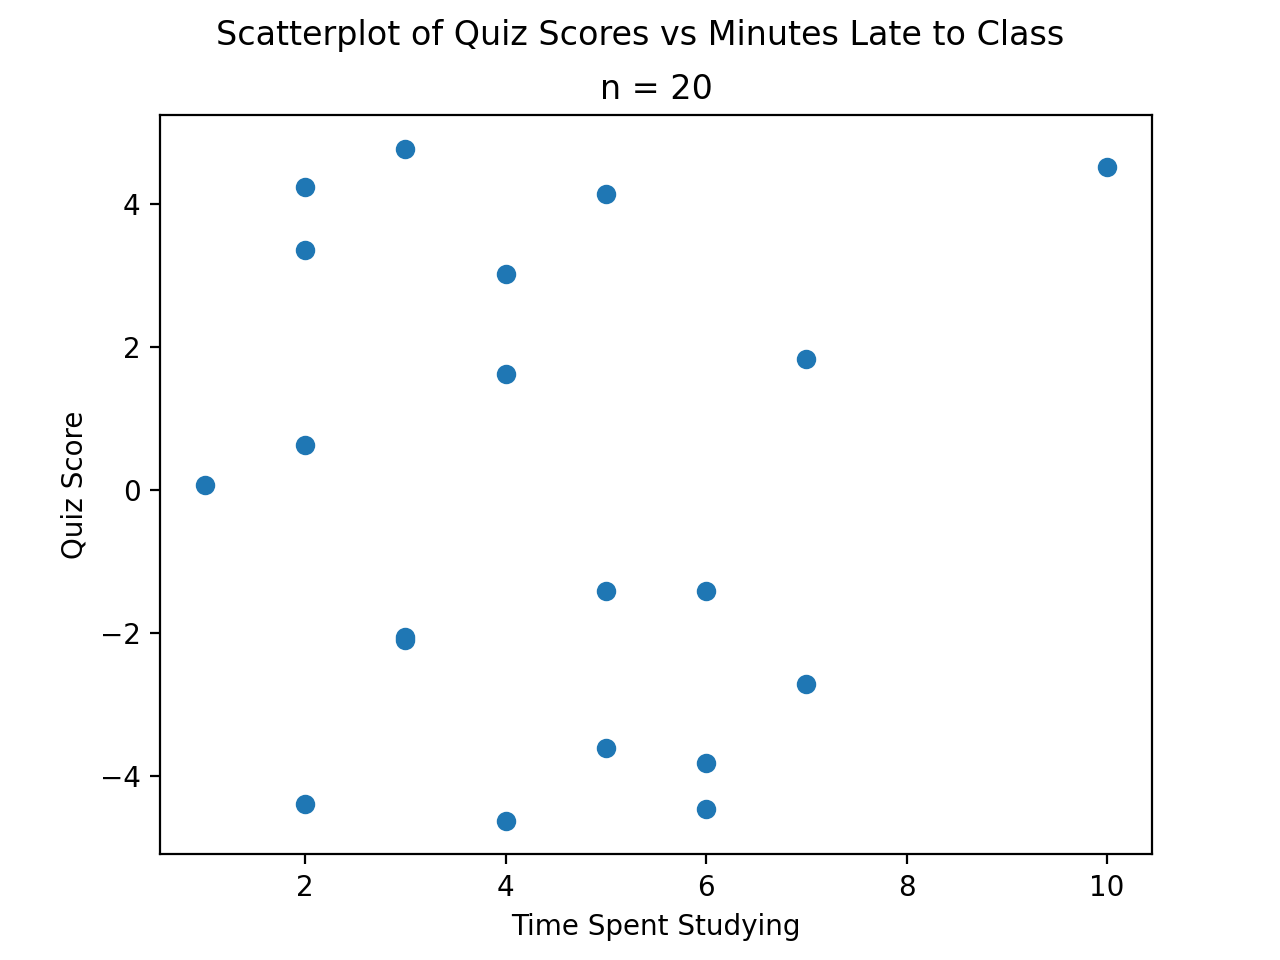 Scatterplot of Quiz Scores vs Minutes Late to Class
n = 20
4
2
0
−2
−4
Quiz Score
2 4 6 8 10
Time Spent Studying